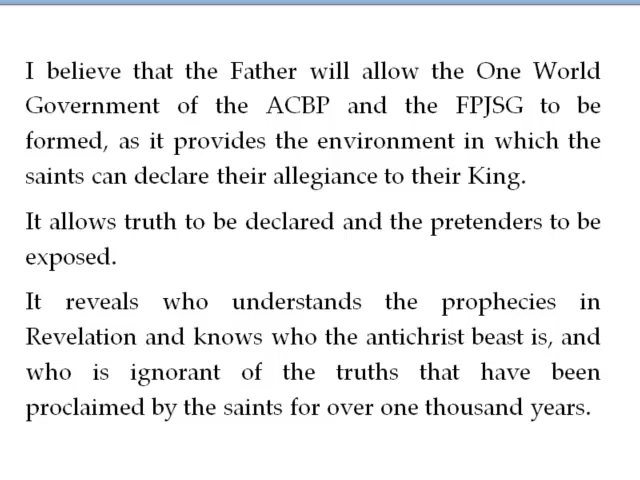 I believe that the Father will allow the One World
Government of the ACBP and the FPJSG to be
formed, as it provides the environment in which the
saints can declare their allegiance to their King.
It allows truth to be declared and the pretenders to be
exposed.
It reveals who understands the prophecies in
Revelation and knows who the antichrist beast is, and
who is ignorant of the truths that have been
proclaimed by the saints for over one thousand years.